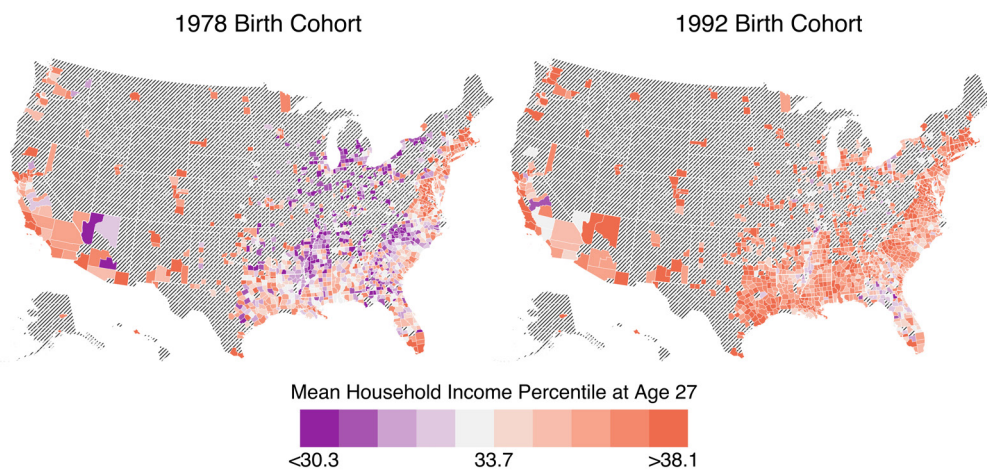 1978 Birth Cohort
1992 Birth Cohort
Mean Household Income Percentile at Age 27
<30.3 33.7 >38.1